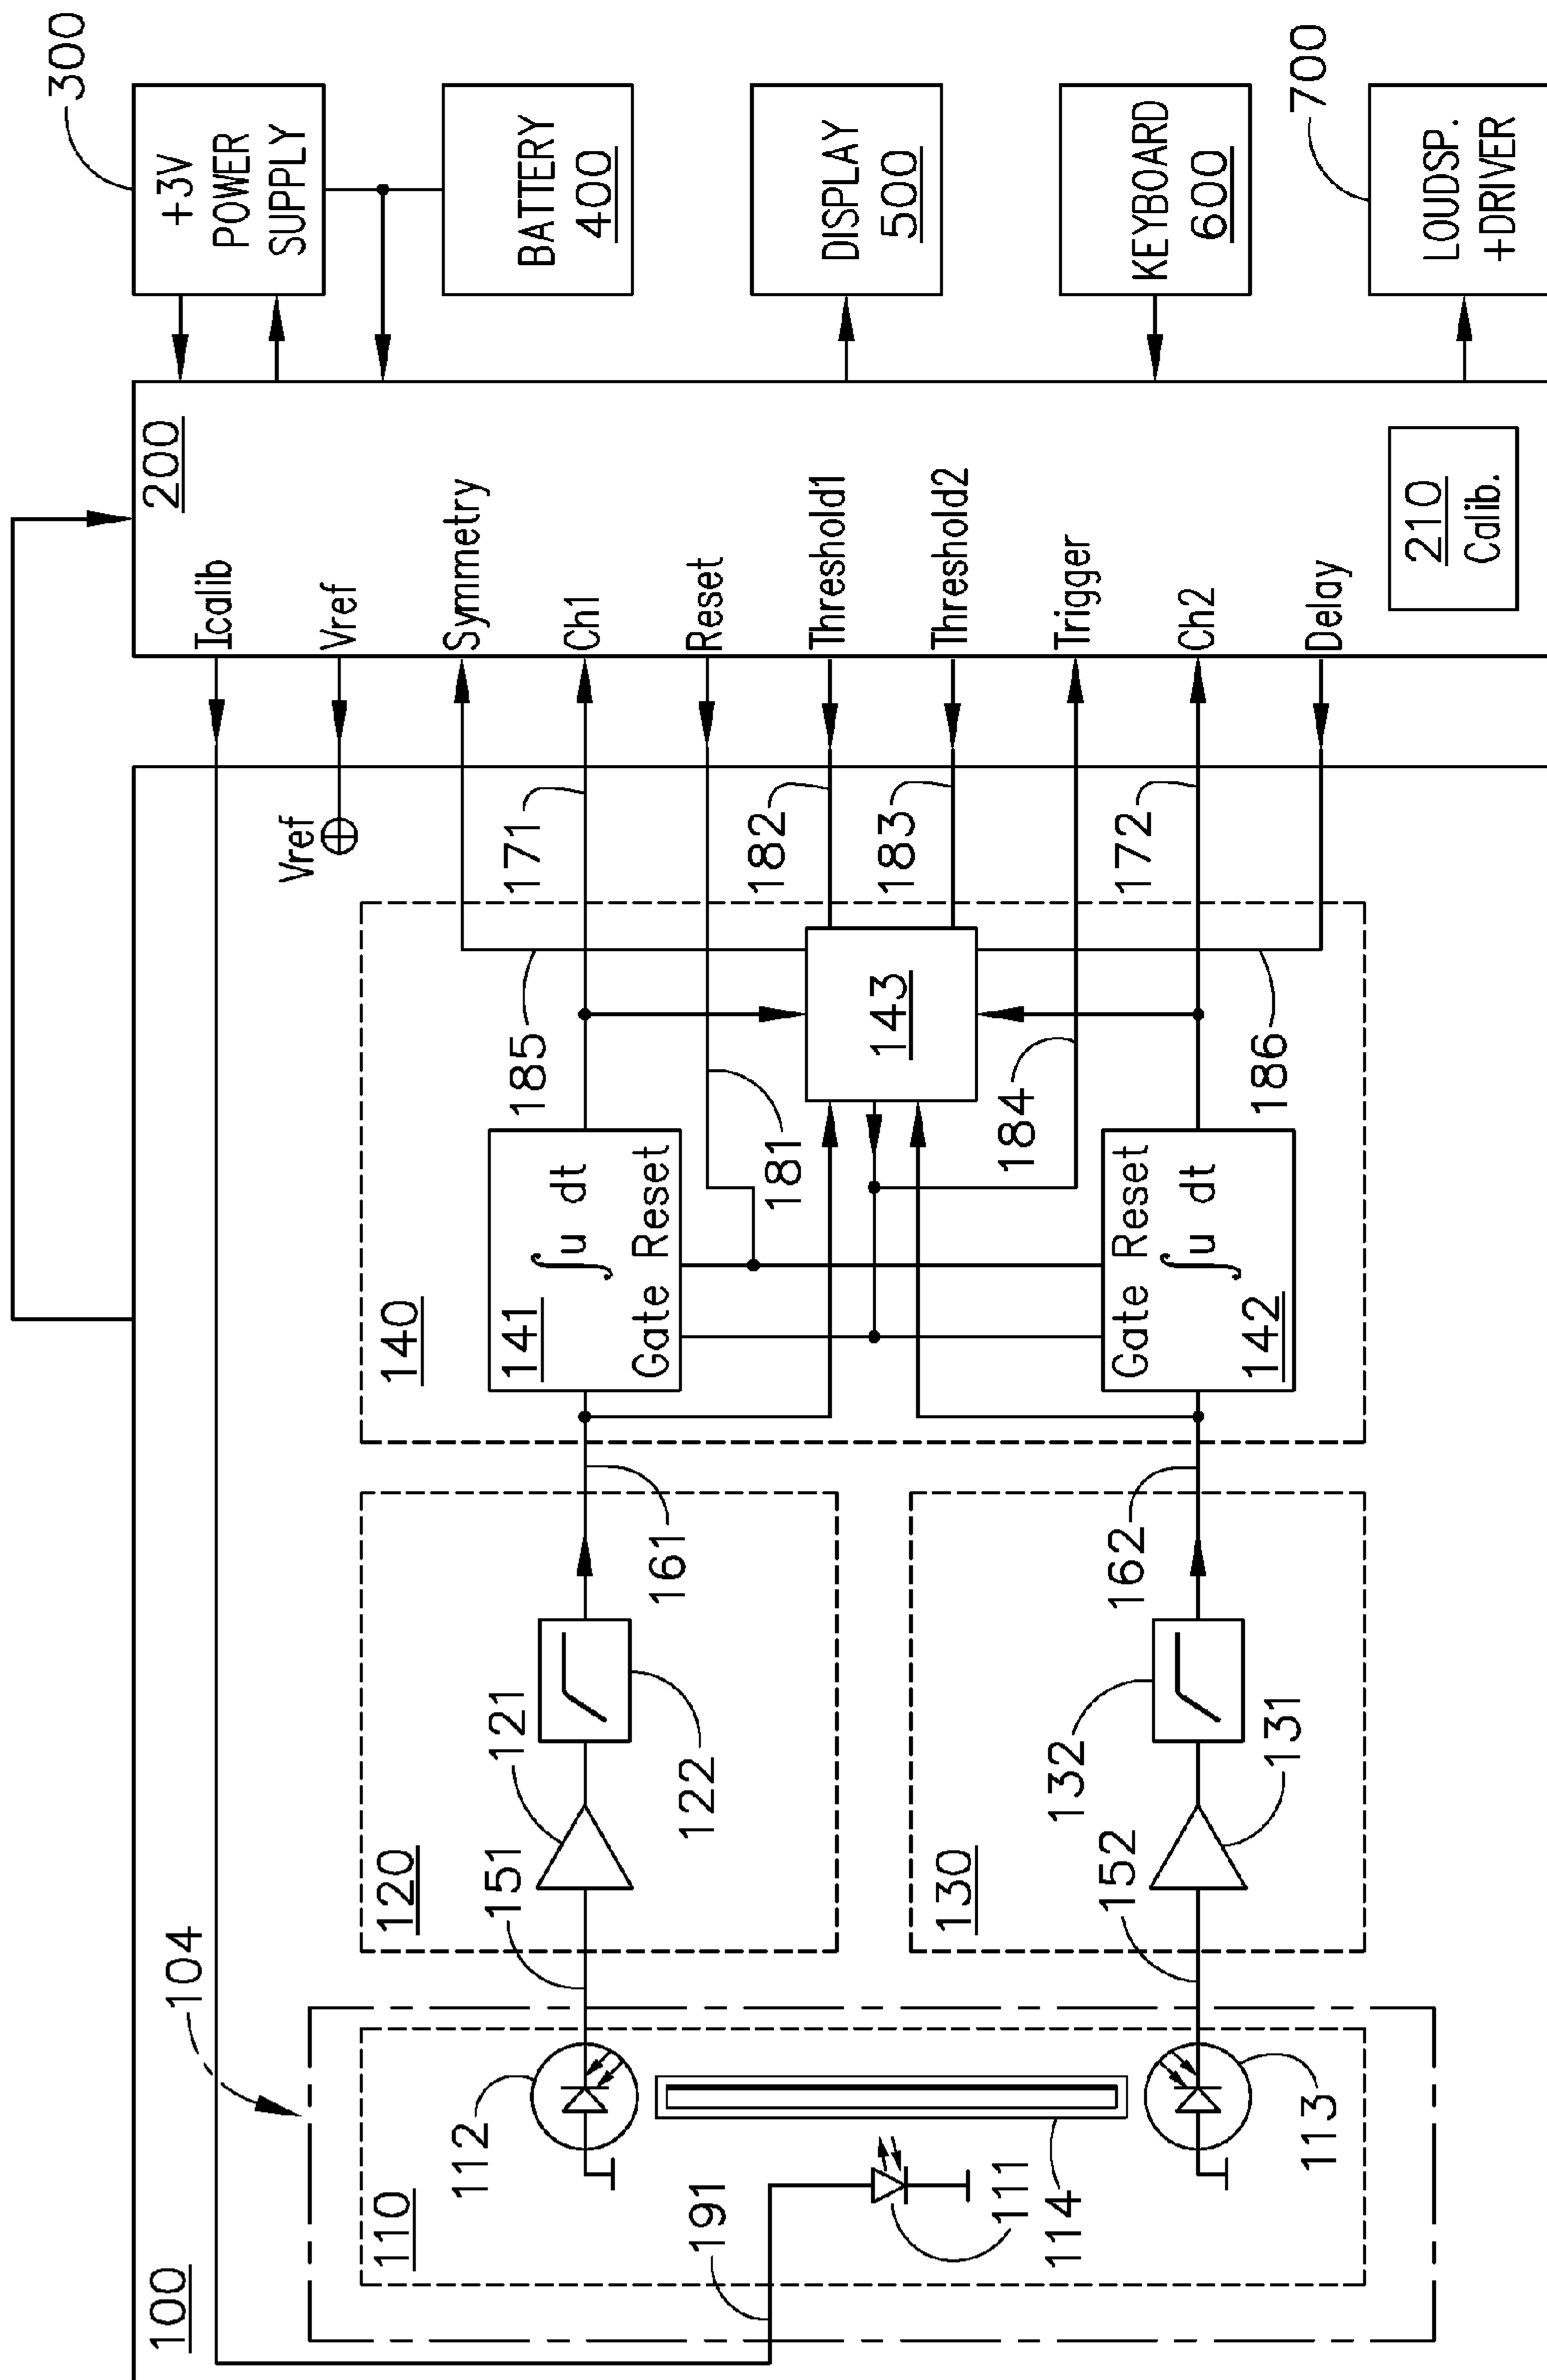 100
104
110
191
111
114
112
113
151
152
120
121
122
130
131
132
161
162
140
141
∫u dt
Gate Reset
142
∫u dt
Gate Reset
143
181
184
185
186
171
182
183
172
Vref
200
Icalib
Vref
Symmetry
Ch1
Reset
Threshold1
Threshold2
Trigger
Ch2
Delay
210
Calib.
300
+3V
POWER
SUPPLY
BATTERY
400
DISPLAY
500
KEYBOARD
600
700
LOUDSP.
+DRIVER